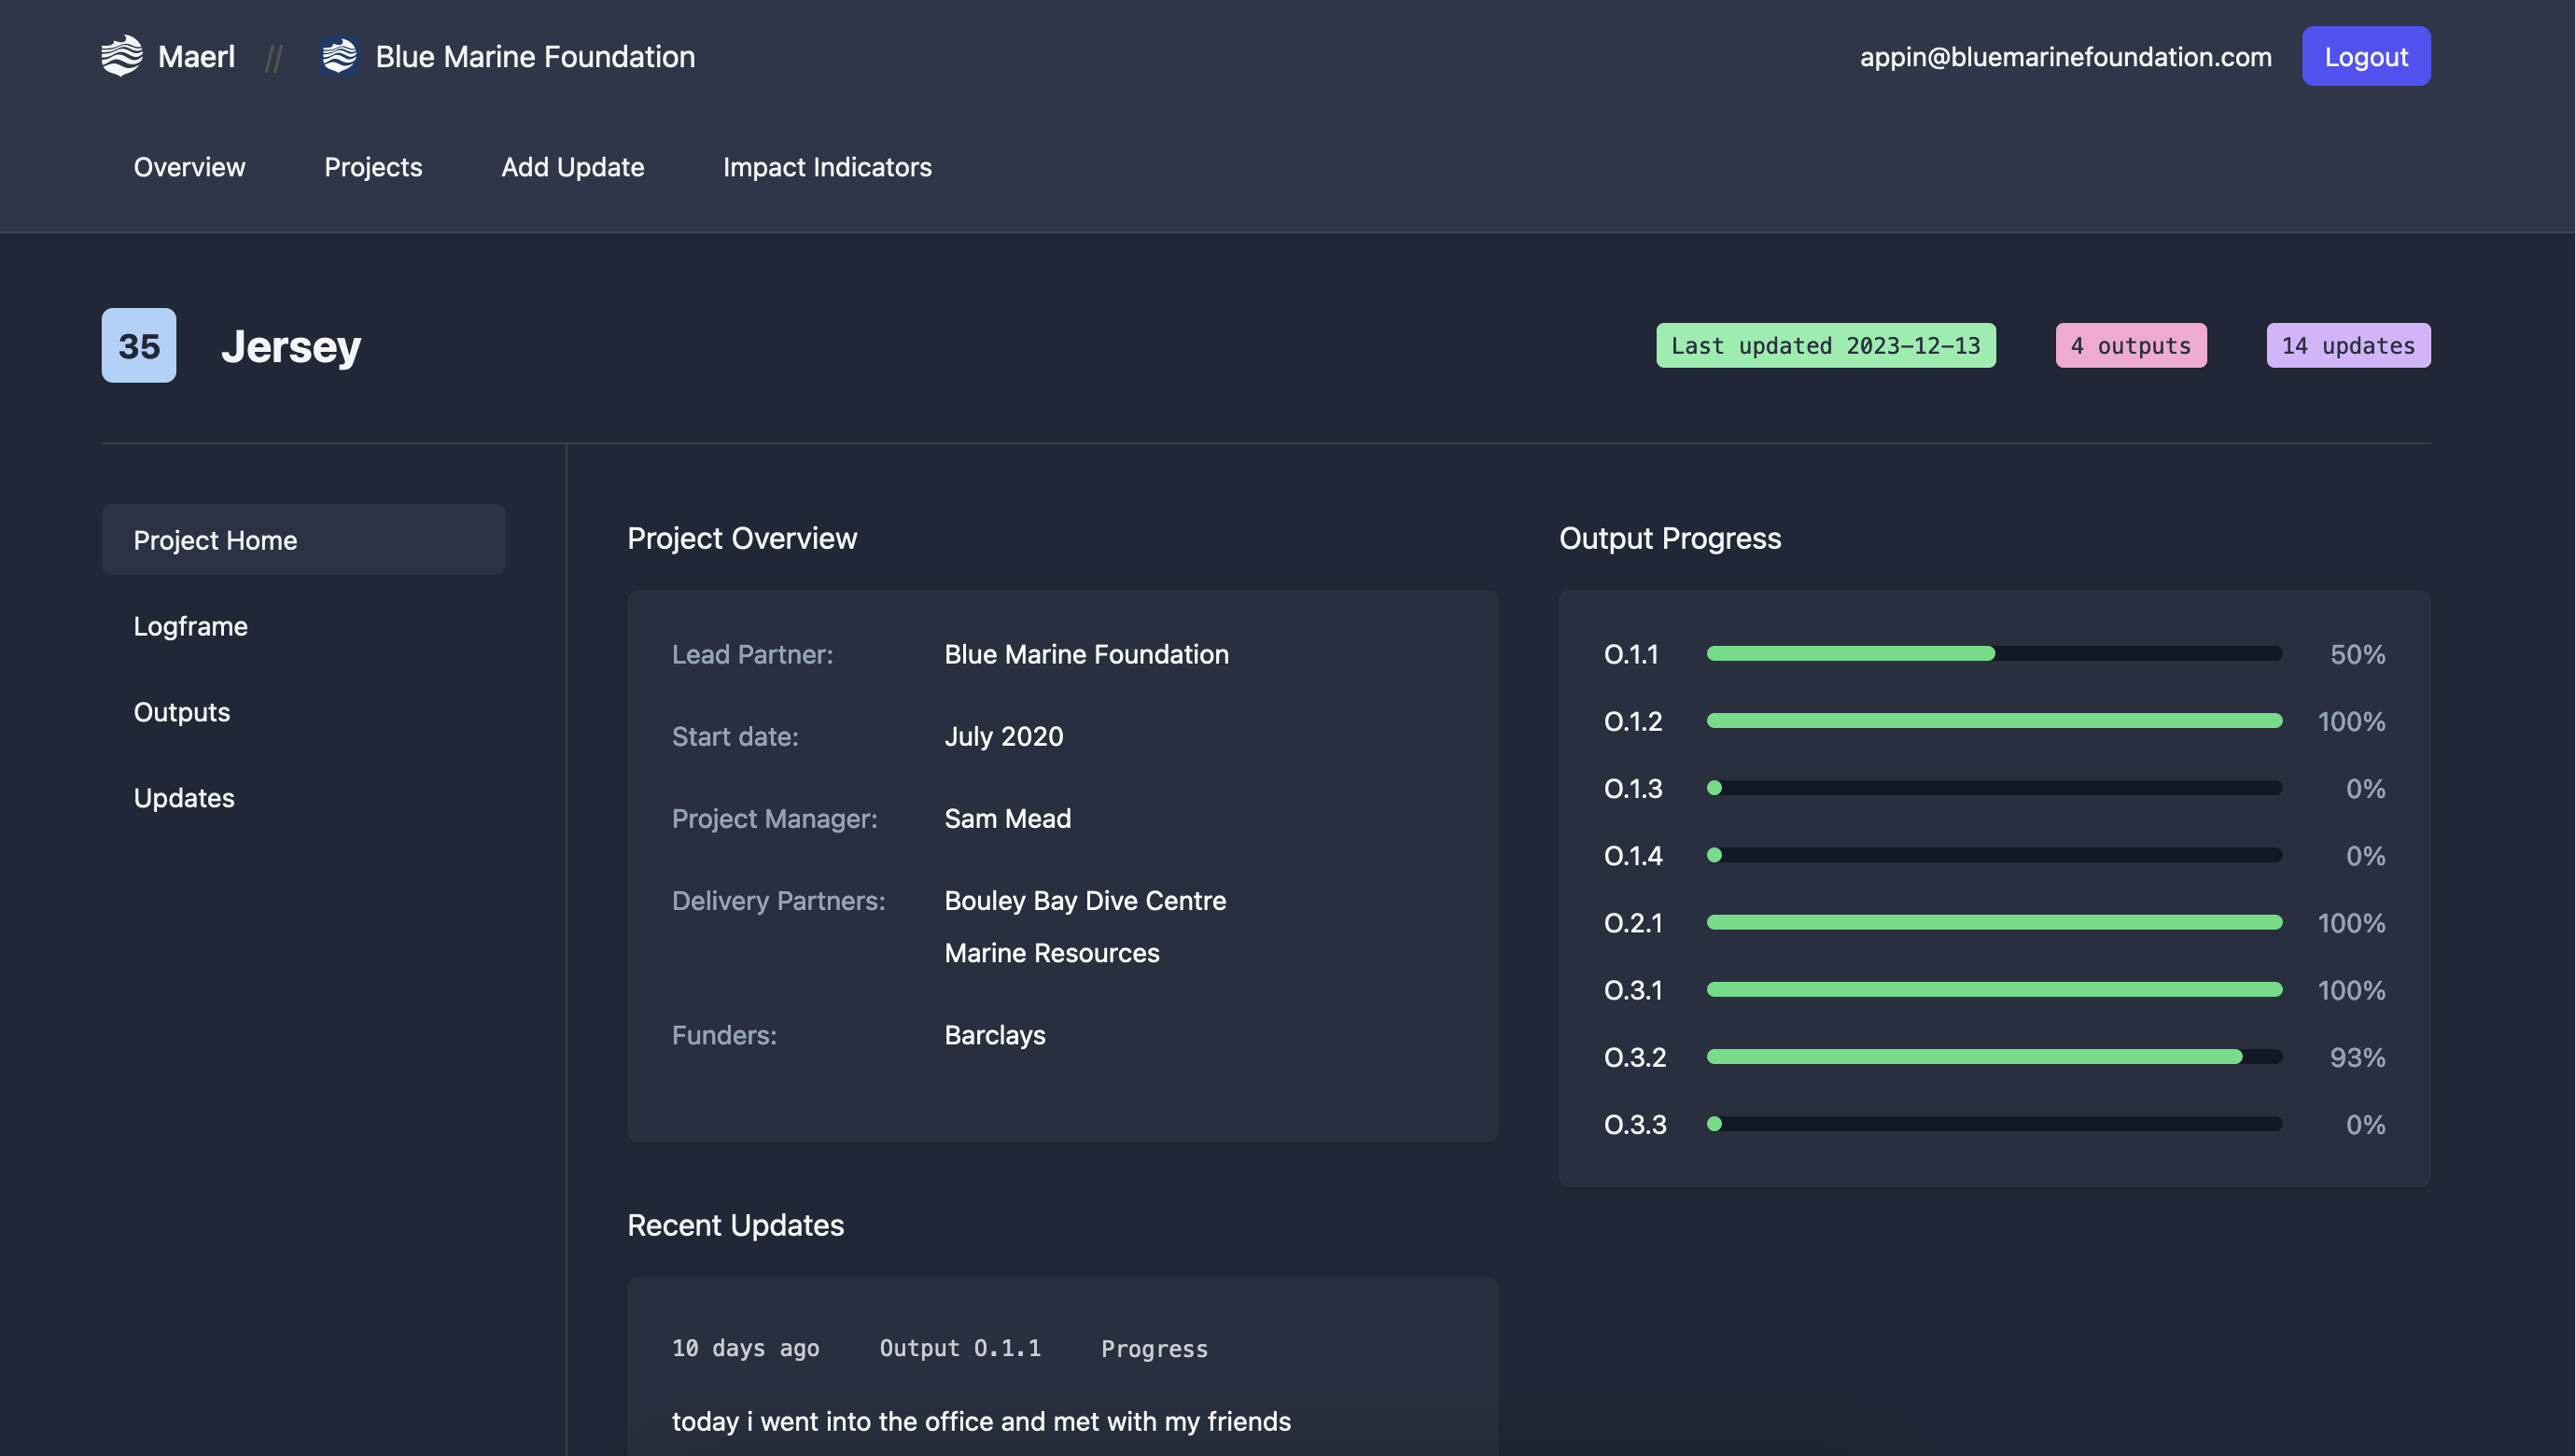 Maerl // Blue Marine Foundation
appin@bluemarinefoundation.com Logout
Overview Projects Add Update Impact Indicators
35 Jersey
Last updated 2023-12-13 4 outputs 14 updates
Project Home
Logframe
Outputs
Updates
Project Overview
Lead Partner: Blue Marine Foundation
Start date: July 2020
Project Manager: Sam Mead
Delivery Partners: Bouley Bay Dive Centre
Marine Resources
Funders: Barclays
Output Progress
O.1.1 50%
O.1.2 100%
O.1.3 0%
O.1.4 0%
O.2.1 100%
O.3.1 100%
O.3.2 93%
O.3.3 0%
Recent Updates
10 days ago Output O.1.1 Progress
today i went into the office and met with my friends